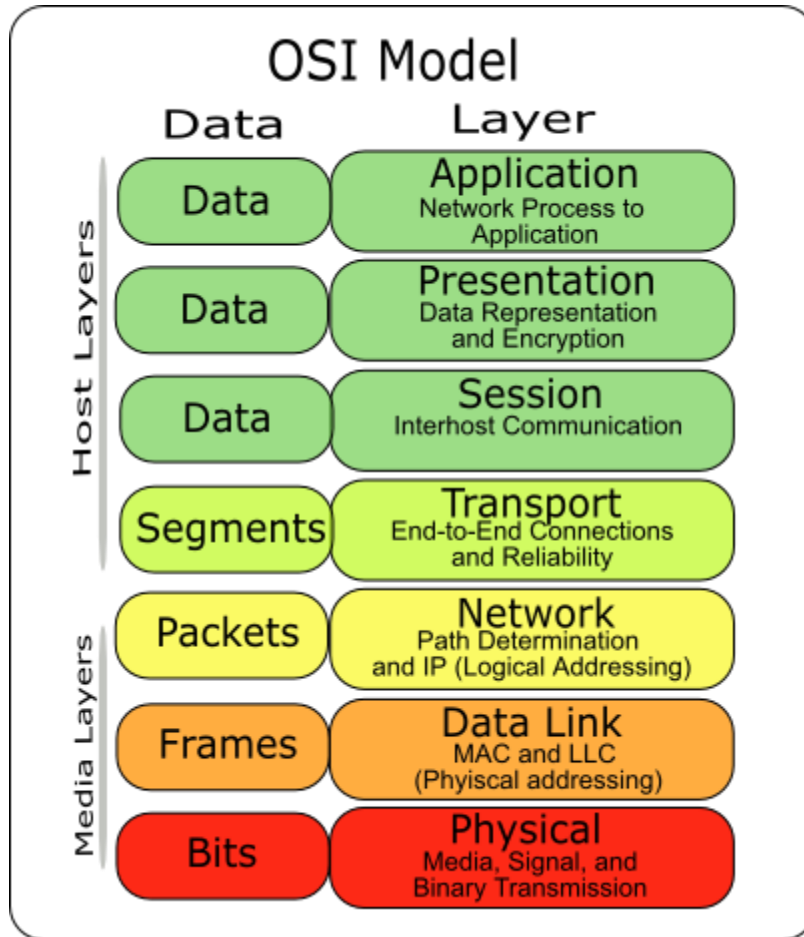 OSI Model
Data Layer
Host Layers
Data
Application
Network Process to
Application
Data
Presentation
Data Representation
and Encryption
Data
Session
Interhost Communication
Segments
Transport
End-to-End Connections
and Reliability
Media Layers
Packets
Network
Path Determination
and IP (Logical Addressing)
Frames
Data Link
MAC and LLC
(Phyiscal addressing)
Bits
Physical
Media, Signal, and
Binary Transmission